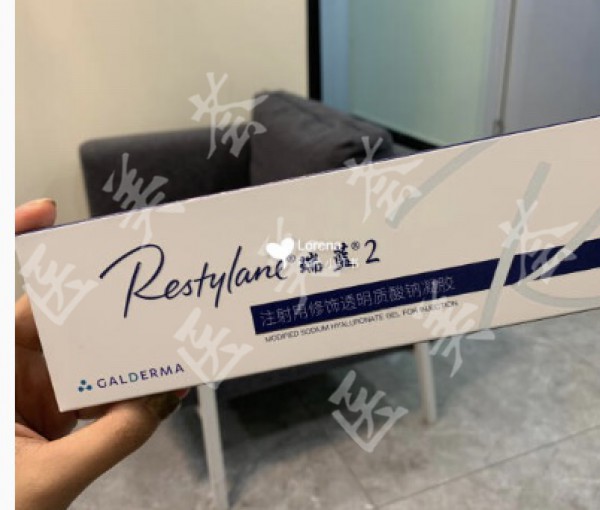 Restylane® 瑞蓝®2
Lorena
注射用修饰透明质酸钠凝胶
MODIFIED SODIUM HYALURONATE GEL FOR INJECTION
GALDERMA